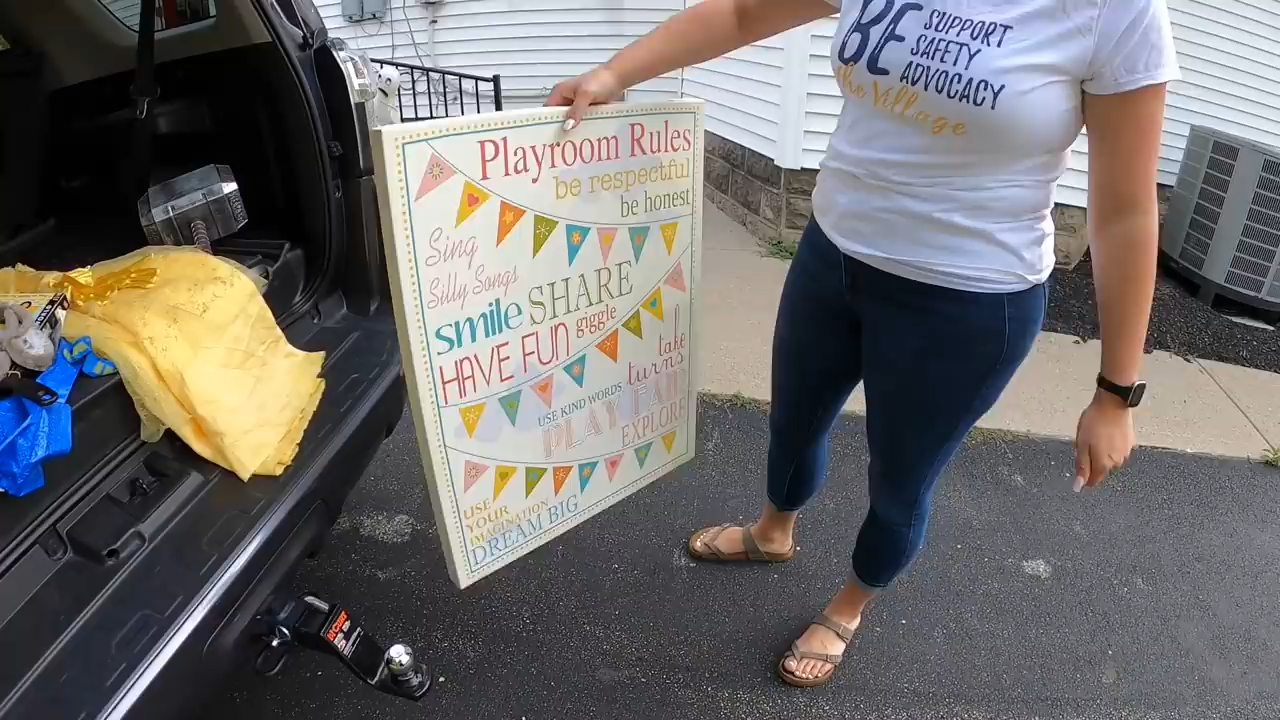 Playroom Rules
be respectful
be honest
Sing
Silly Songs
smile SHARE
HAVE FUN giggle
take
turns
USE KIND WORDS
PLAY FAIR
EXPLORE
USE
YOUR
IMAGINATION
DREAM BIG
BE SUPPORT
SAFETY
ADVOCACY
the Village